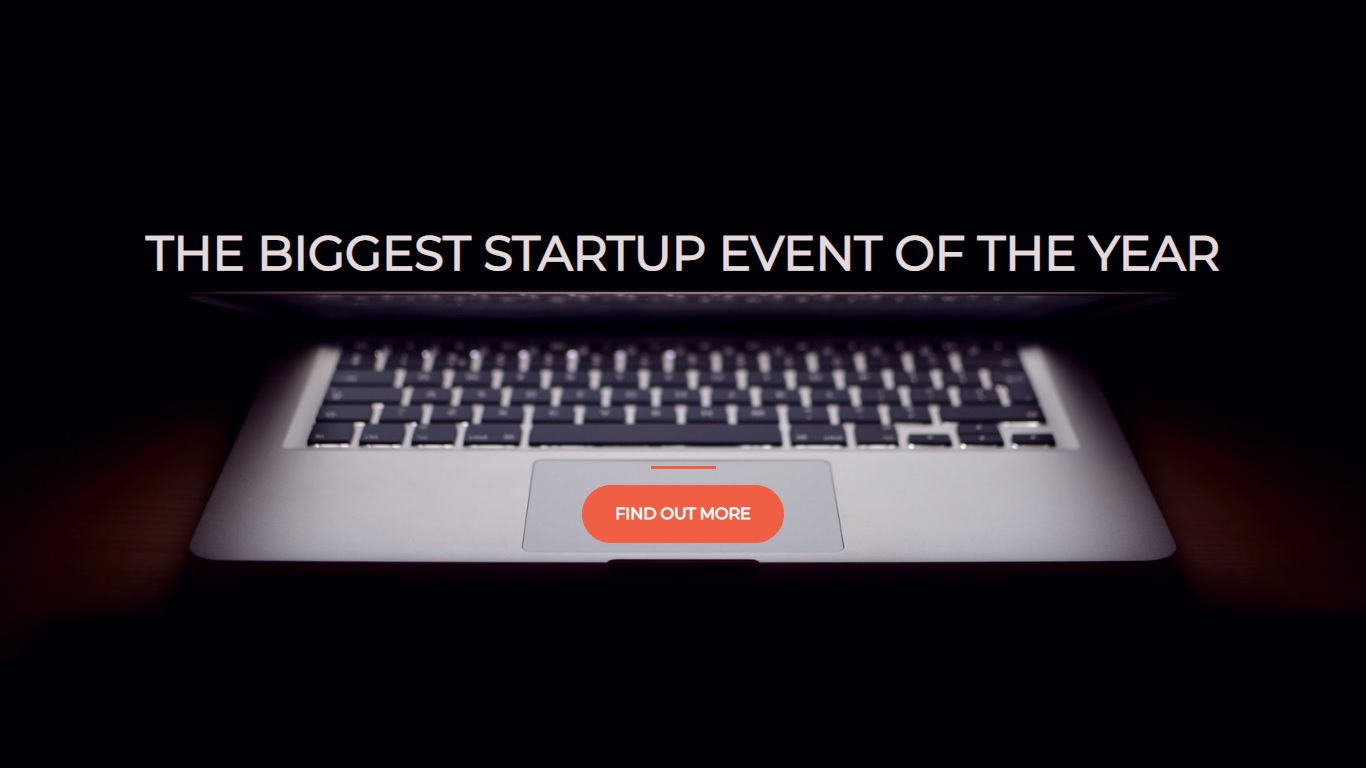 THE BIGGEST STARTUP EVENT OF THE YEAR
FIND OUT MORE